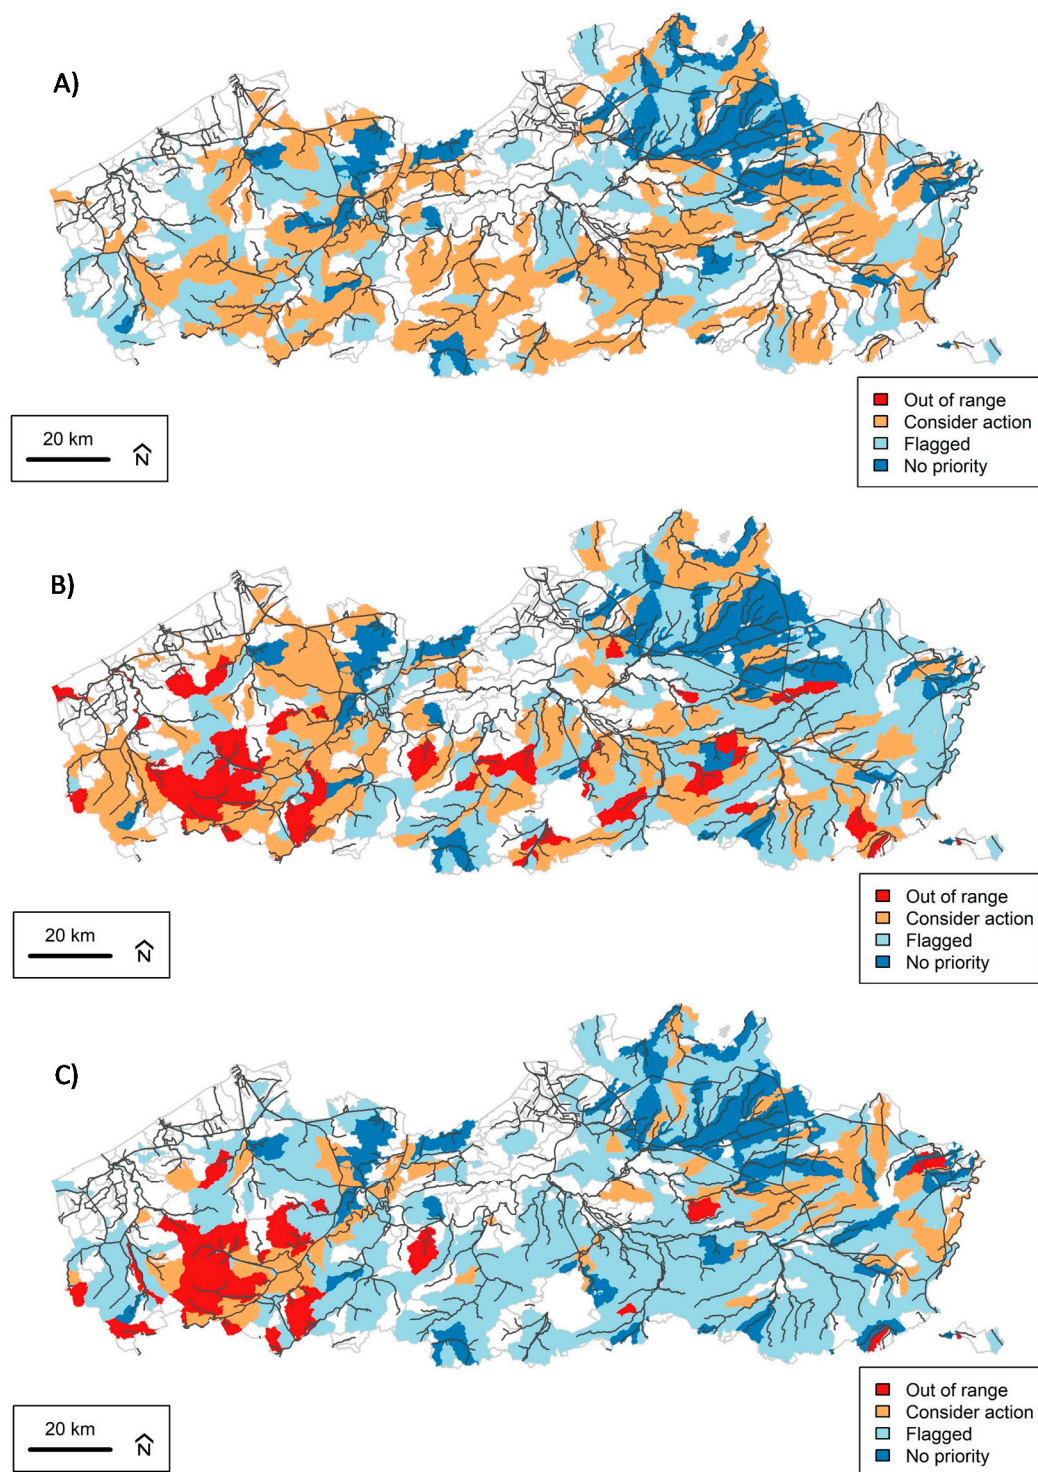 A)
20 km
N
Out of range
Consider action
Flagged
No priority
B)
20 km
N
Out of range
Consider action
Flagged
No priority
C)
20 km
N
Out of range
Consider action
Flagged
No priority